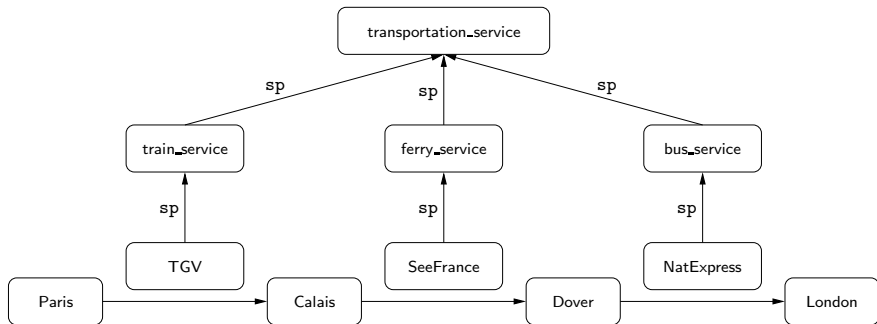 transportation_service
sp
sp
sp
train_service
ferry_service
bus_service
sp
sp
sp
TGV
SeeFrance
NatExpress
Paris
Calais
Dover
London